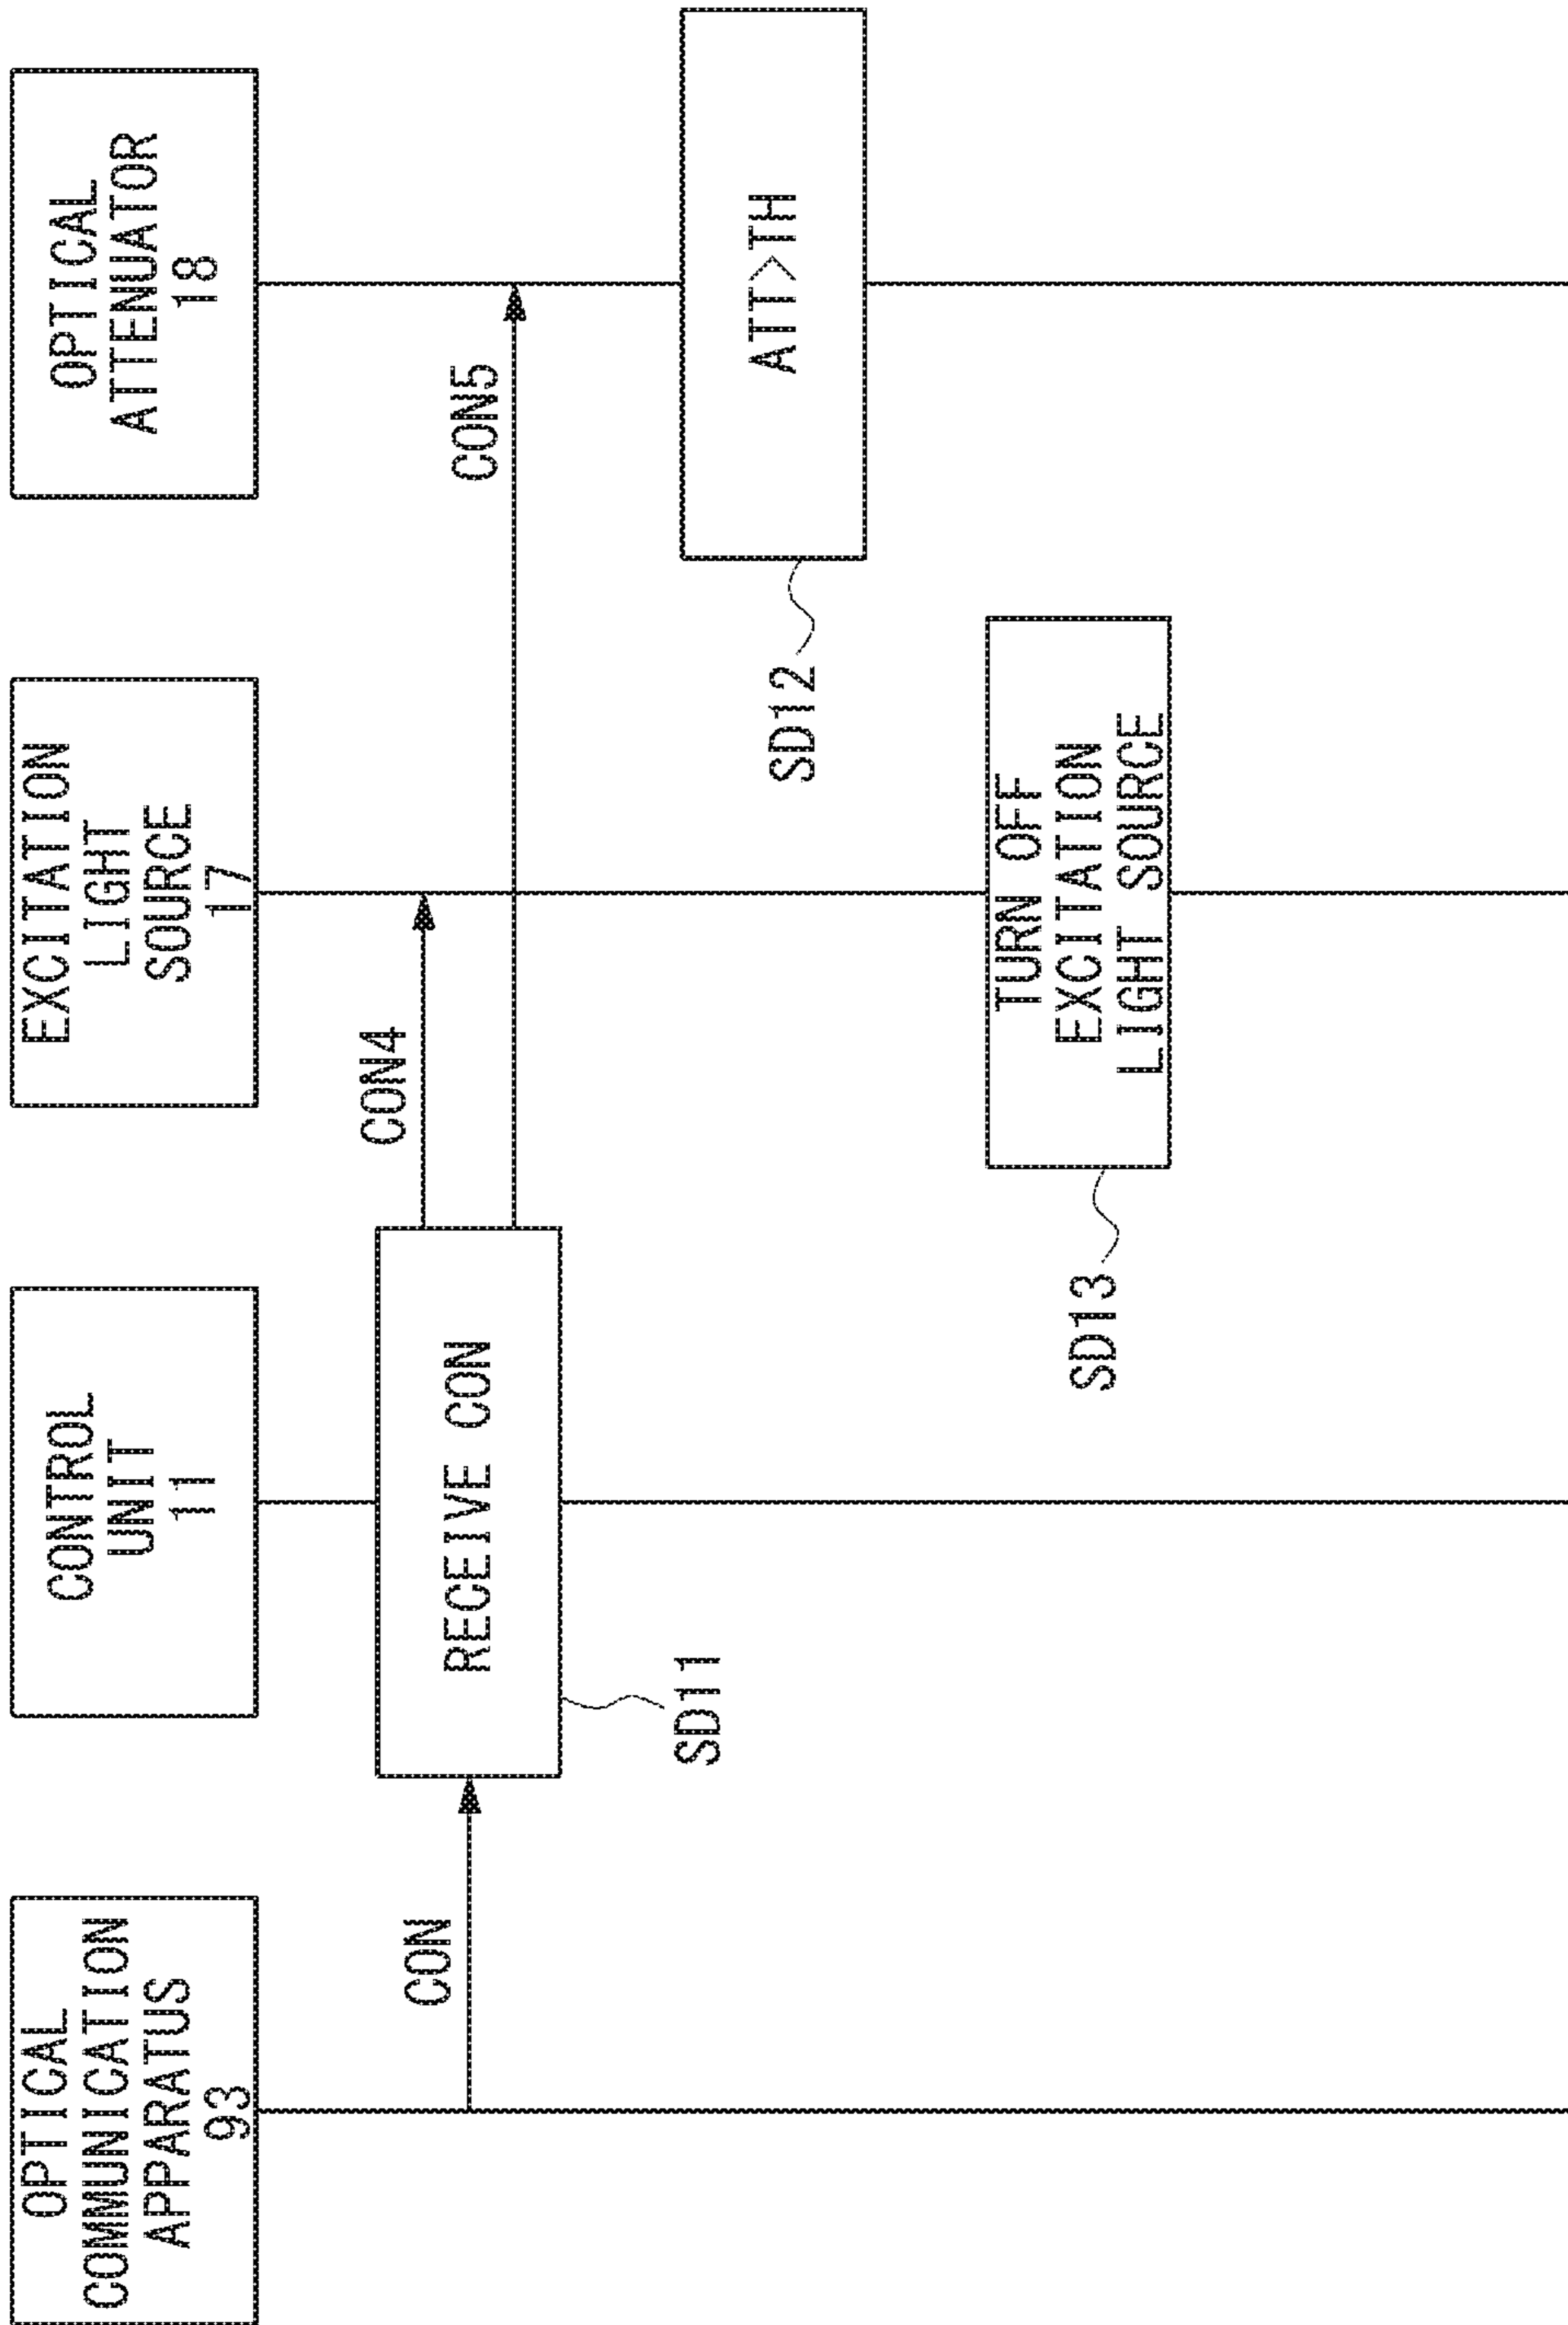 OPTICAL
COMMUNICATION
APPARATUS
93
CONTROL
UNIT
11
EXCITATION
LIGHT
SOURCE
17
OPTICAL
ATTENUATOR
18
CON
RECEIVE CON
SD11
CON4
CON5
ATT>TH
SD12
TURN OFF
EXCITATION
LIGHT SOURCE
SD13